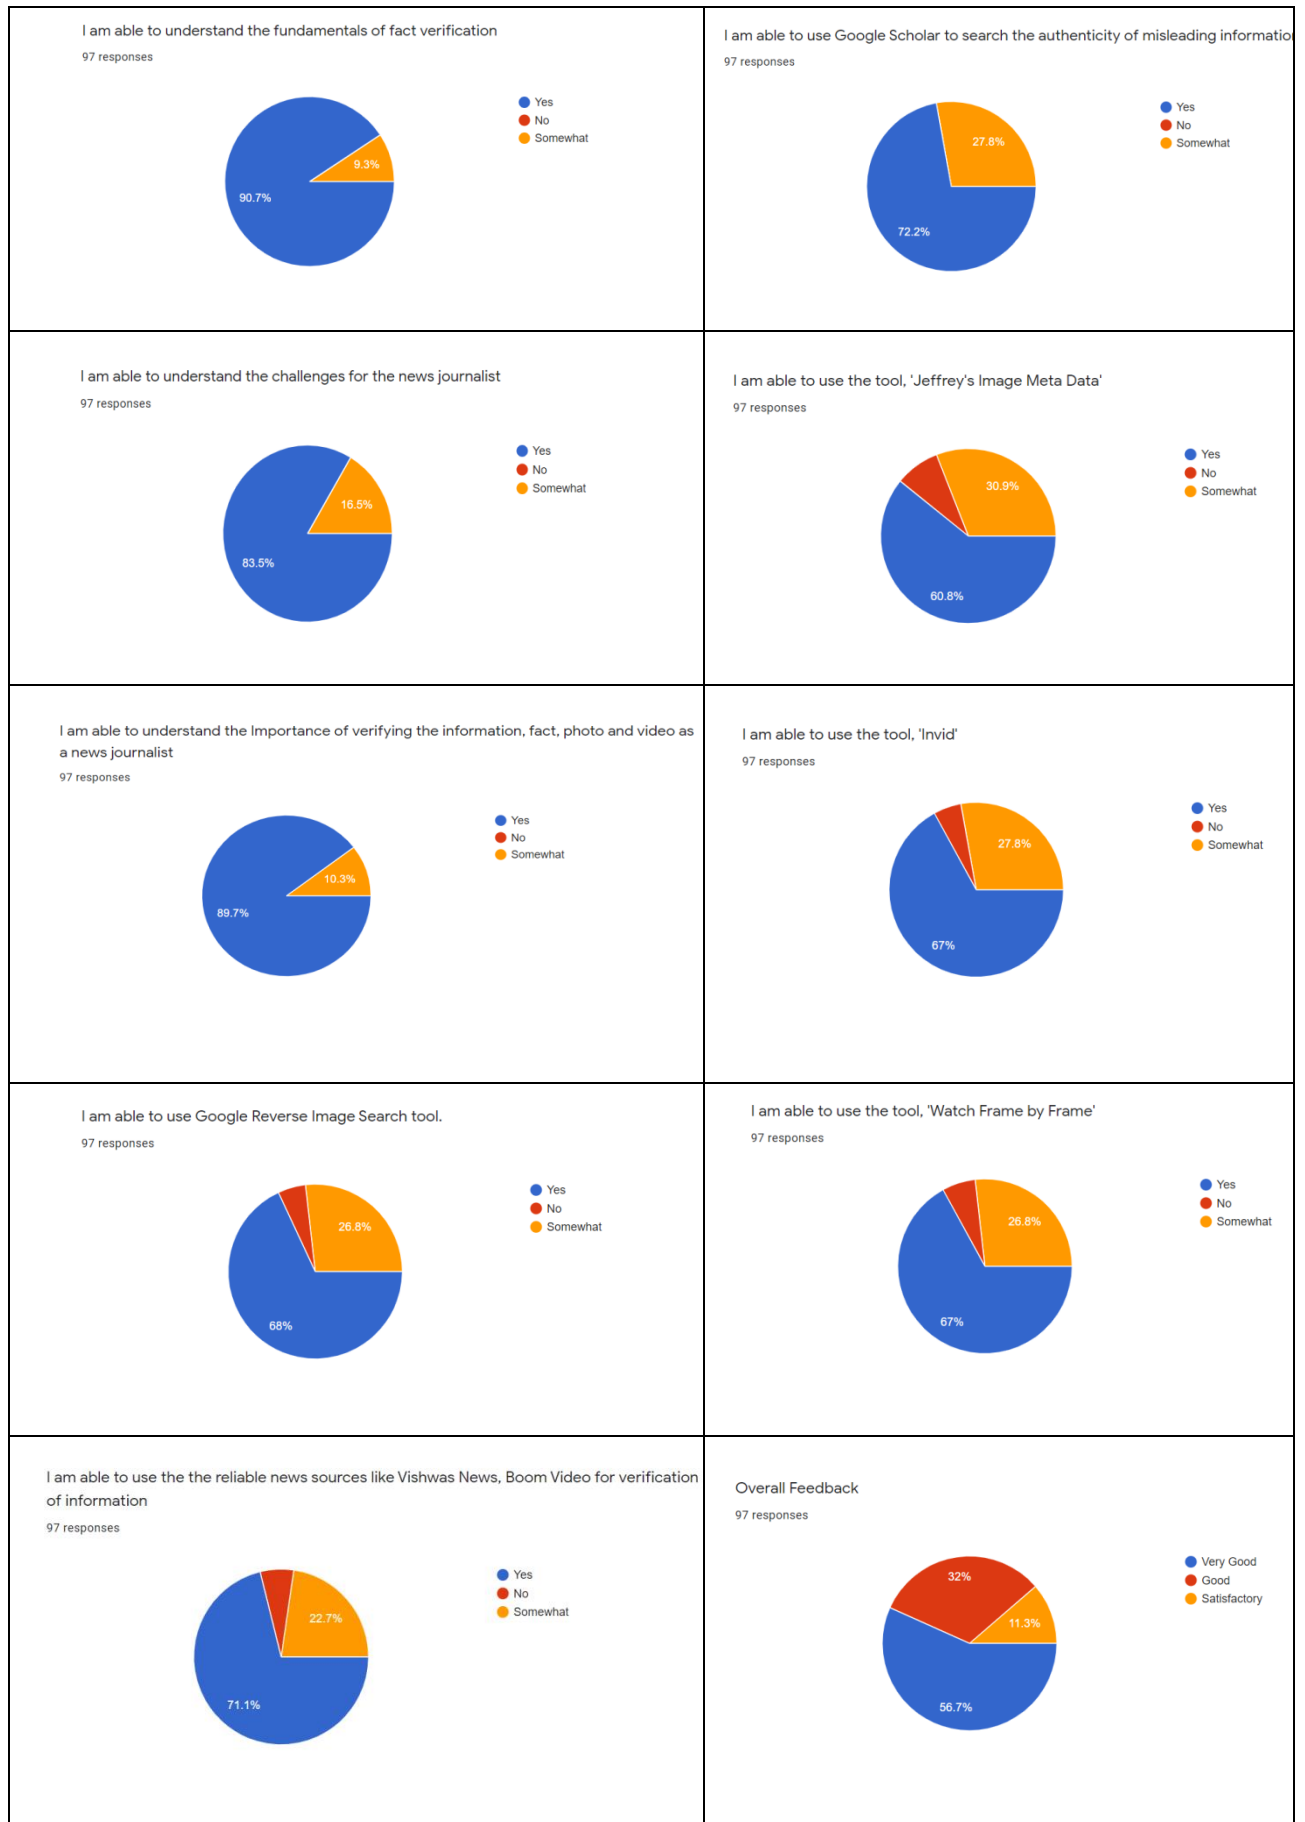 I am able to understand the fundamentals of fact verification
97 responses
Yes
No
Somewhat
9.3%
90.7%
I am able to use Google Scholar to search the authenticity of misleading informatio
97 responses
Yes
No
Somewhat
27.8%
72.2%
I am able to understand the challenges for the news journalist
97 responses
Yes
No
Somewhat
16.5%
83.5%
I am able to use the tool, 'Jeffrey's Image Meta Data'
97 responses
Yes
No
Somewhat
30.9%
60.8%
I am able to understand the Importance of verifying the information, fact, photo and video as
a news journalist
97 responses
Yes
No
Somewhat
10.3%
89.7%
I am able to use the tool, 'Invid'
97 responses
Yes
No
Somewhat
27.8%
67%
I am able to use Google Reverse Image Search tool.
97 responses
Yes
No
Somewhat
26.8%
68%
I am able to use the tool, 'Watch Frame by Frame'
97 responses
Yes
No
Somewhat
26.8%
67%
I am able to use the the reliable news sources like Vishwas News, Boom Video for verification
of information
97 responses
Yes
No
Somewhat
22.7%
71.1%
Overall Feedback
97 responses
Very Good
Good
Satisfactory
32%
11.3%
56.7%